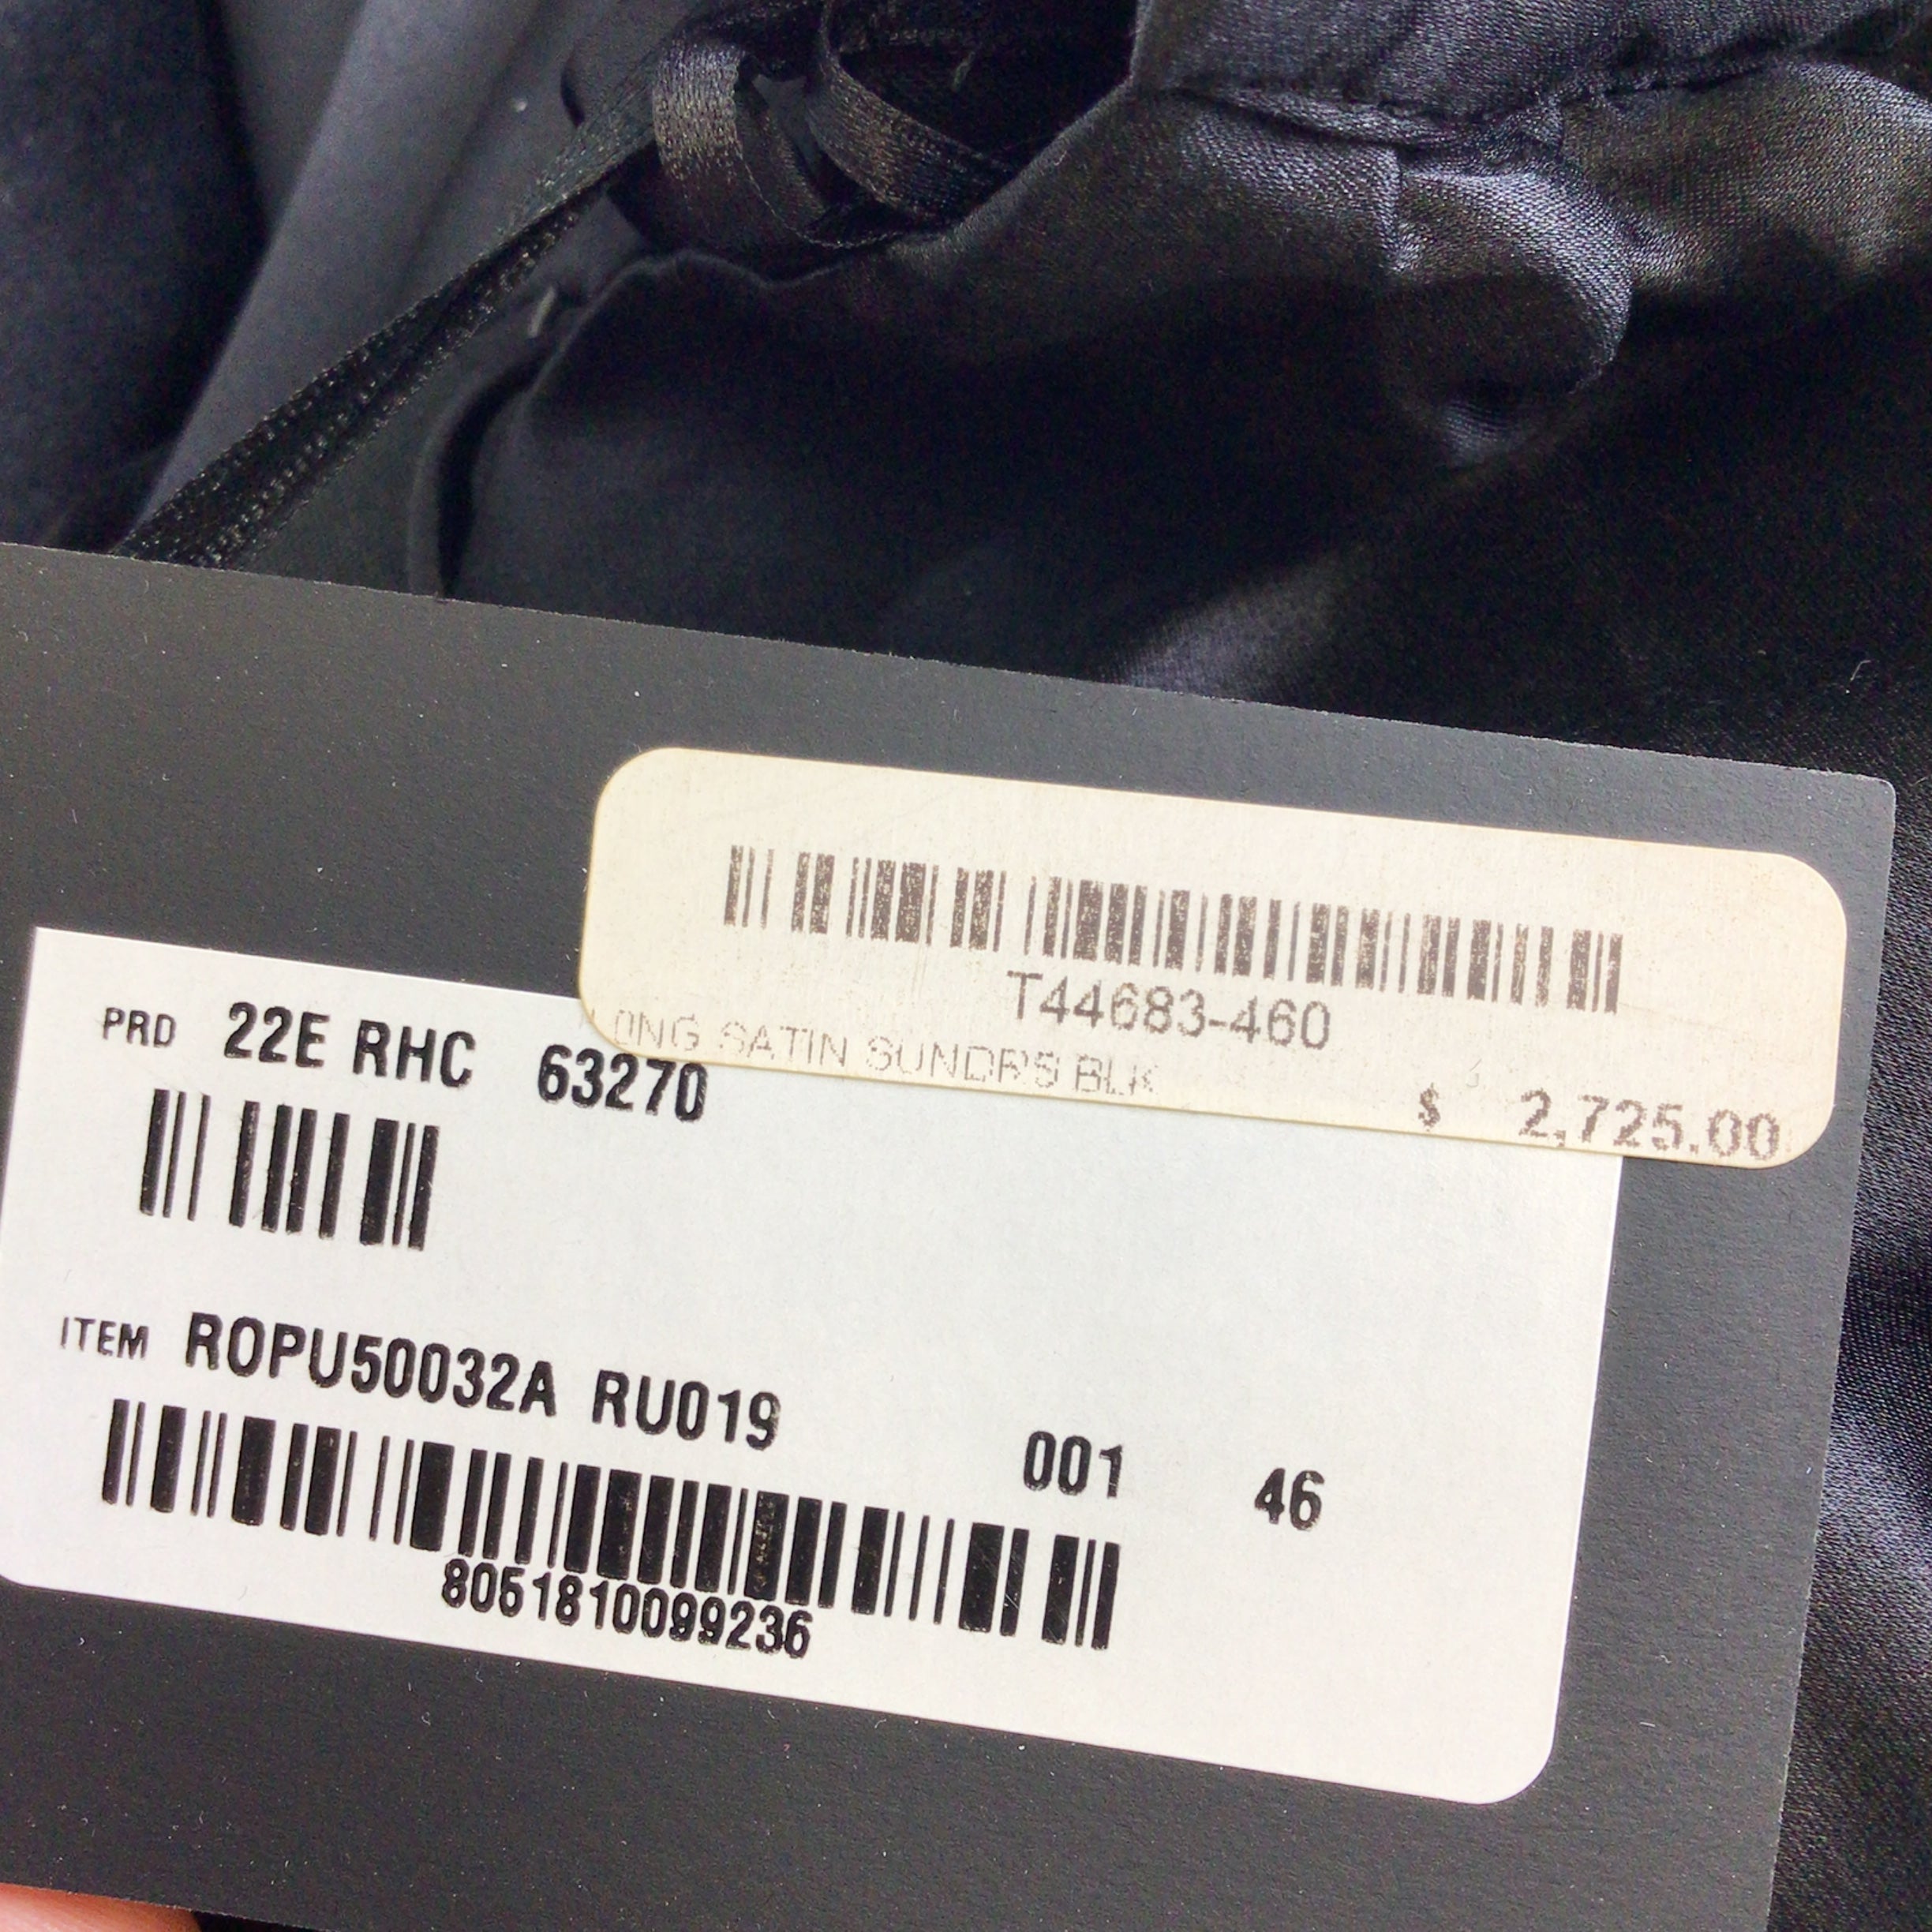 T44683-460
LONG SATIN SUNDRS BLK
$ 2,725.00
PRD 22E RHC 63270
ITEM ROPU50032A RU019 001 46
8051810099236